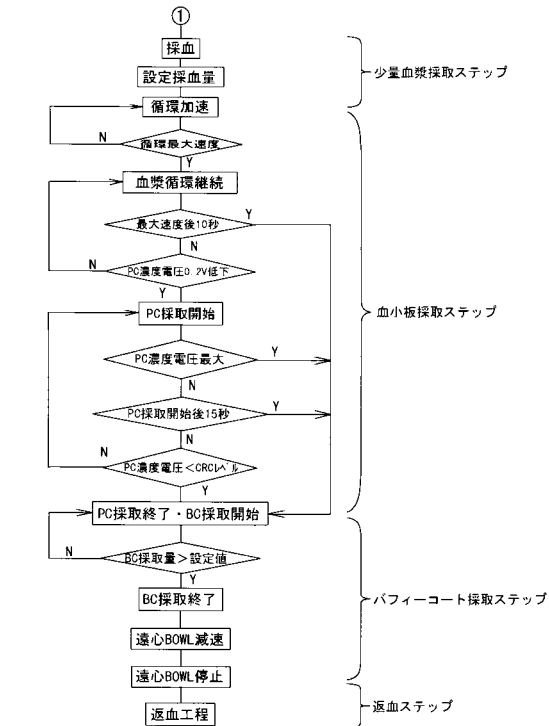 ①
採血
設定採血量
少量血漿採取ステップ
循環加速
N
循環最大速度
Y
血漿循環継続
最大速度後10秒
Y
N
N
PC濃度電圧0.2V低下
Y
血小板採取ステップ
PC採取開始
PC濃度電圧最大
Y
N
PC採取開始後15秒
Y
N
N
PC濃度電圧<CRCレベル
Y
PC採取終了・BC採取開始
N
BC採取量>設定値
Y
BC採取終了
バフィーコート採取ステップ
遠心BOWL減速
遠心BOWL停止
返血工程
返血ステップ